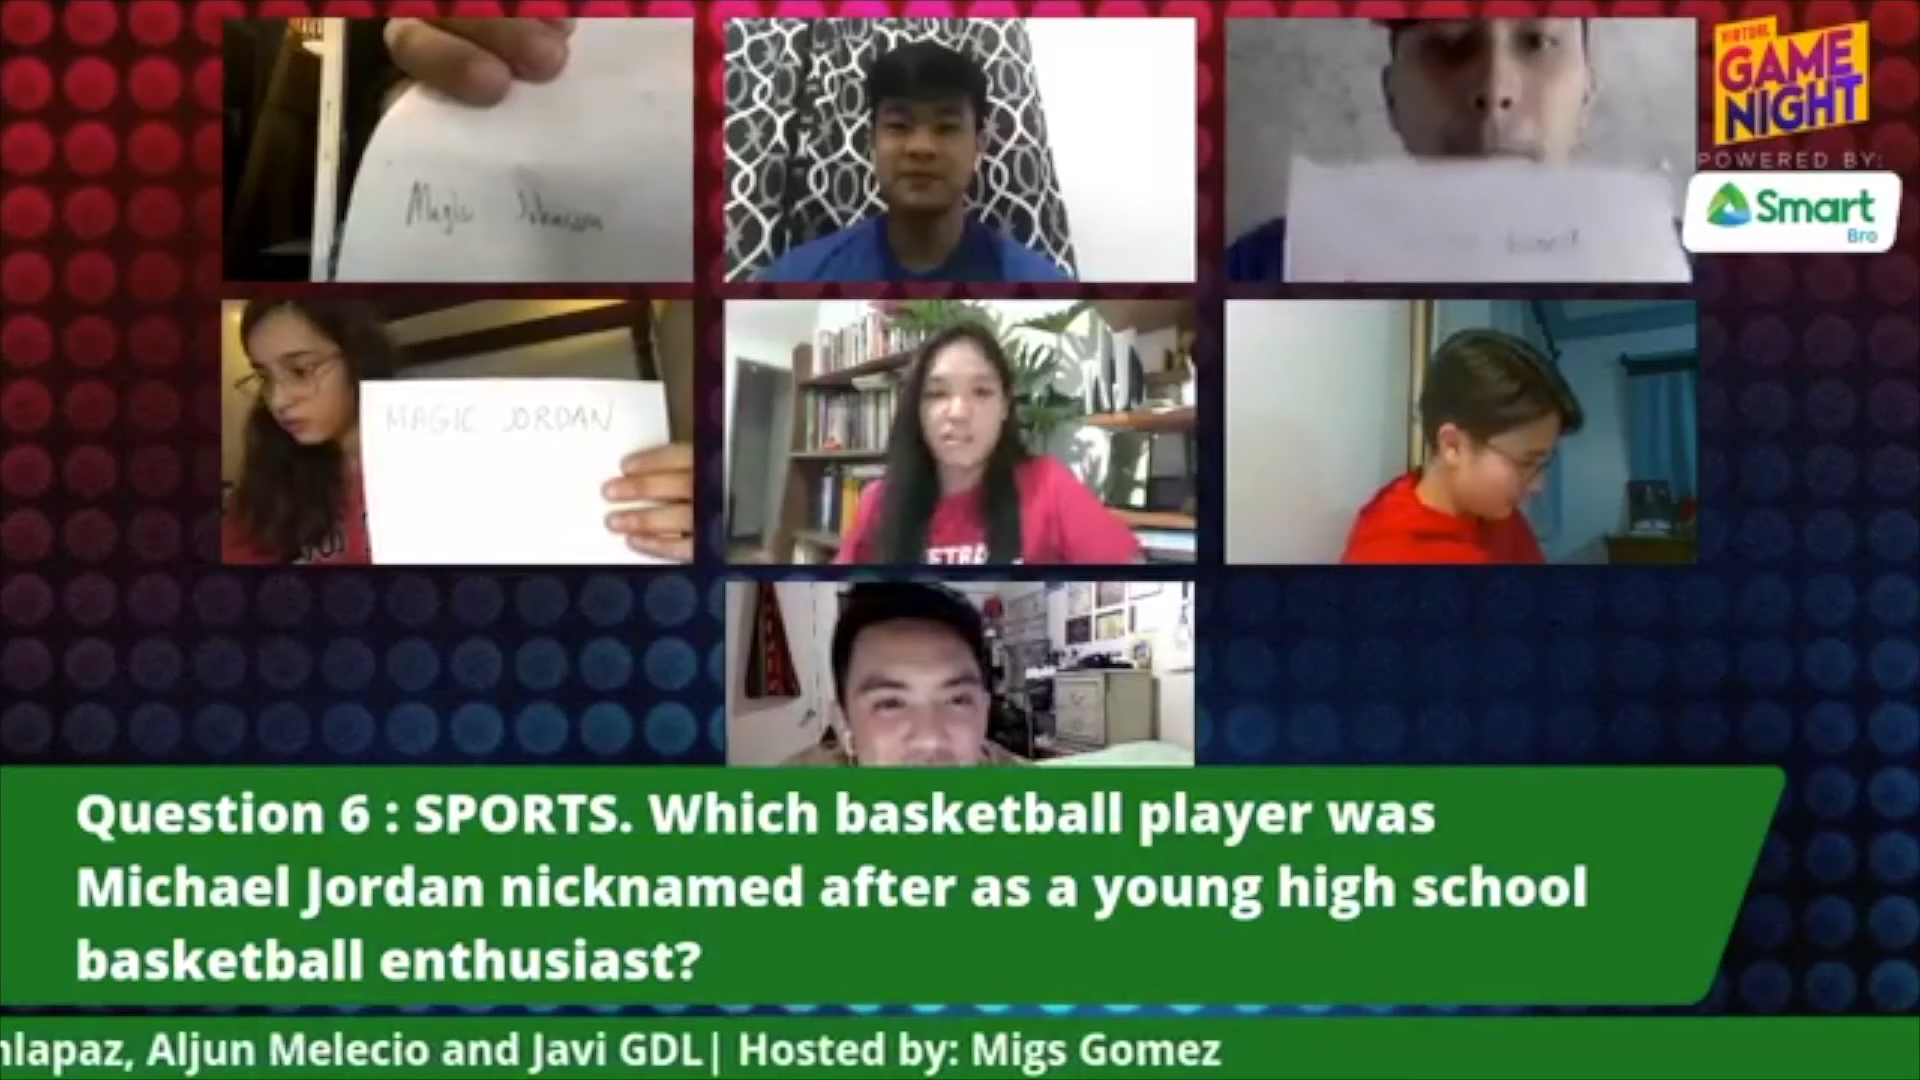 VIRTUAL
GAME
NIGHT
POWERED BY:
Smart
Bro
Magic Johnson
MAGIC JORDAN
Question 6 : SPORTS. Which basketball player was
Michael Jordan nicknamed after as a young high school
basketball enthusiast?
hlapaz, Aljun Melecio and Javi GDL| Hosted by: Migs Gomez